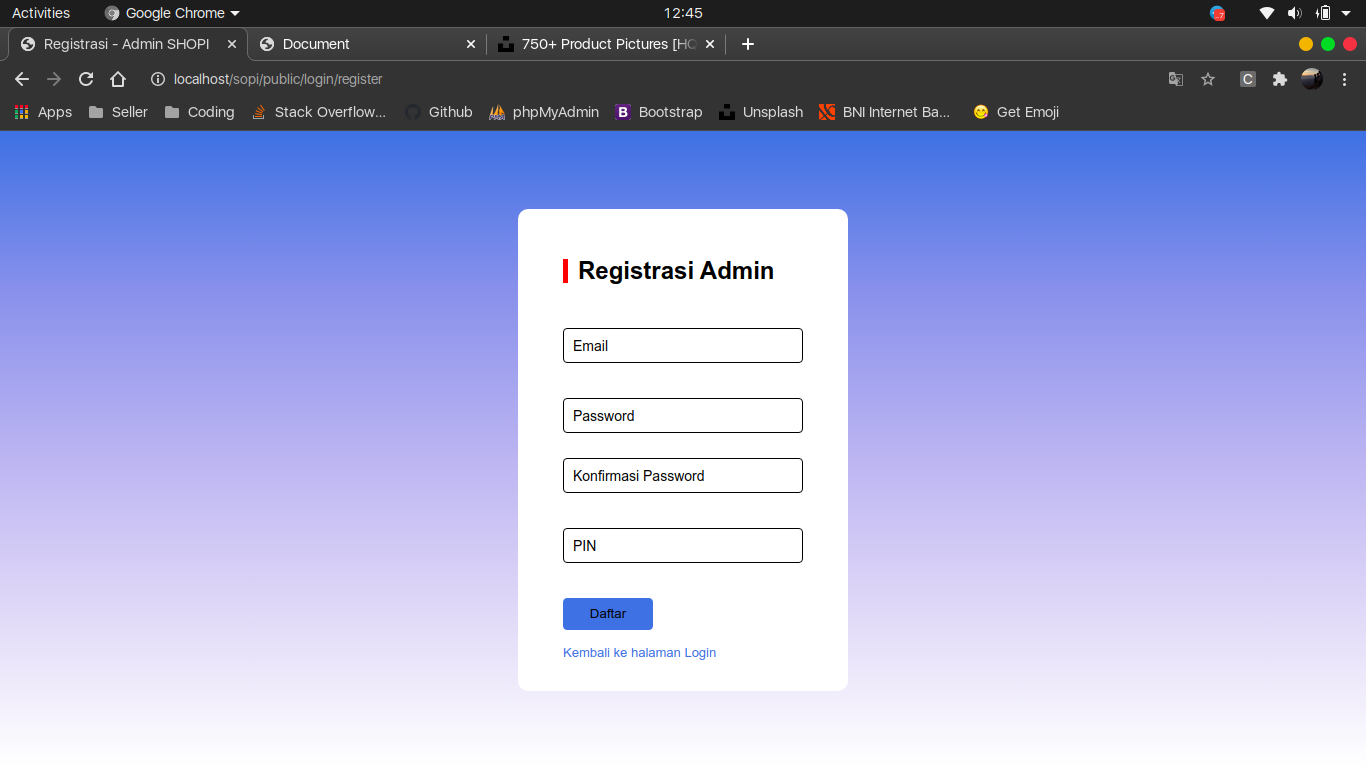 Activities Google Chrome 12:45
Registrasi - Admin SHOPI Document 750+ Product Pictures [HQ
localhost/sopi/public/login/register C
Apps Seller Coding Stack Overflow... Github phpMyAdmin B Bootstrap Unsplash BNI Internet Ba... Get Emoji
Registrasi Admin
Email
Password
Konfirmasi Password
PIN
Daftar
Kembali ke halaman Login